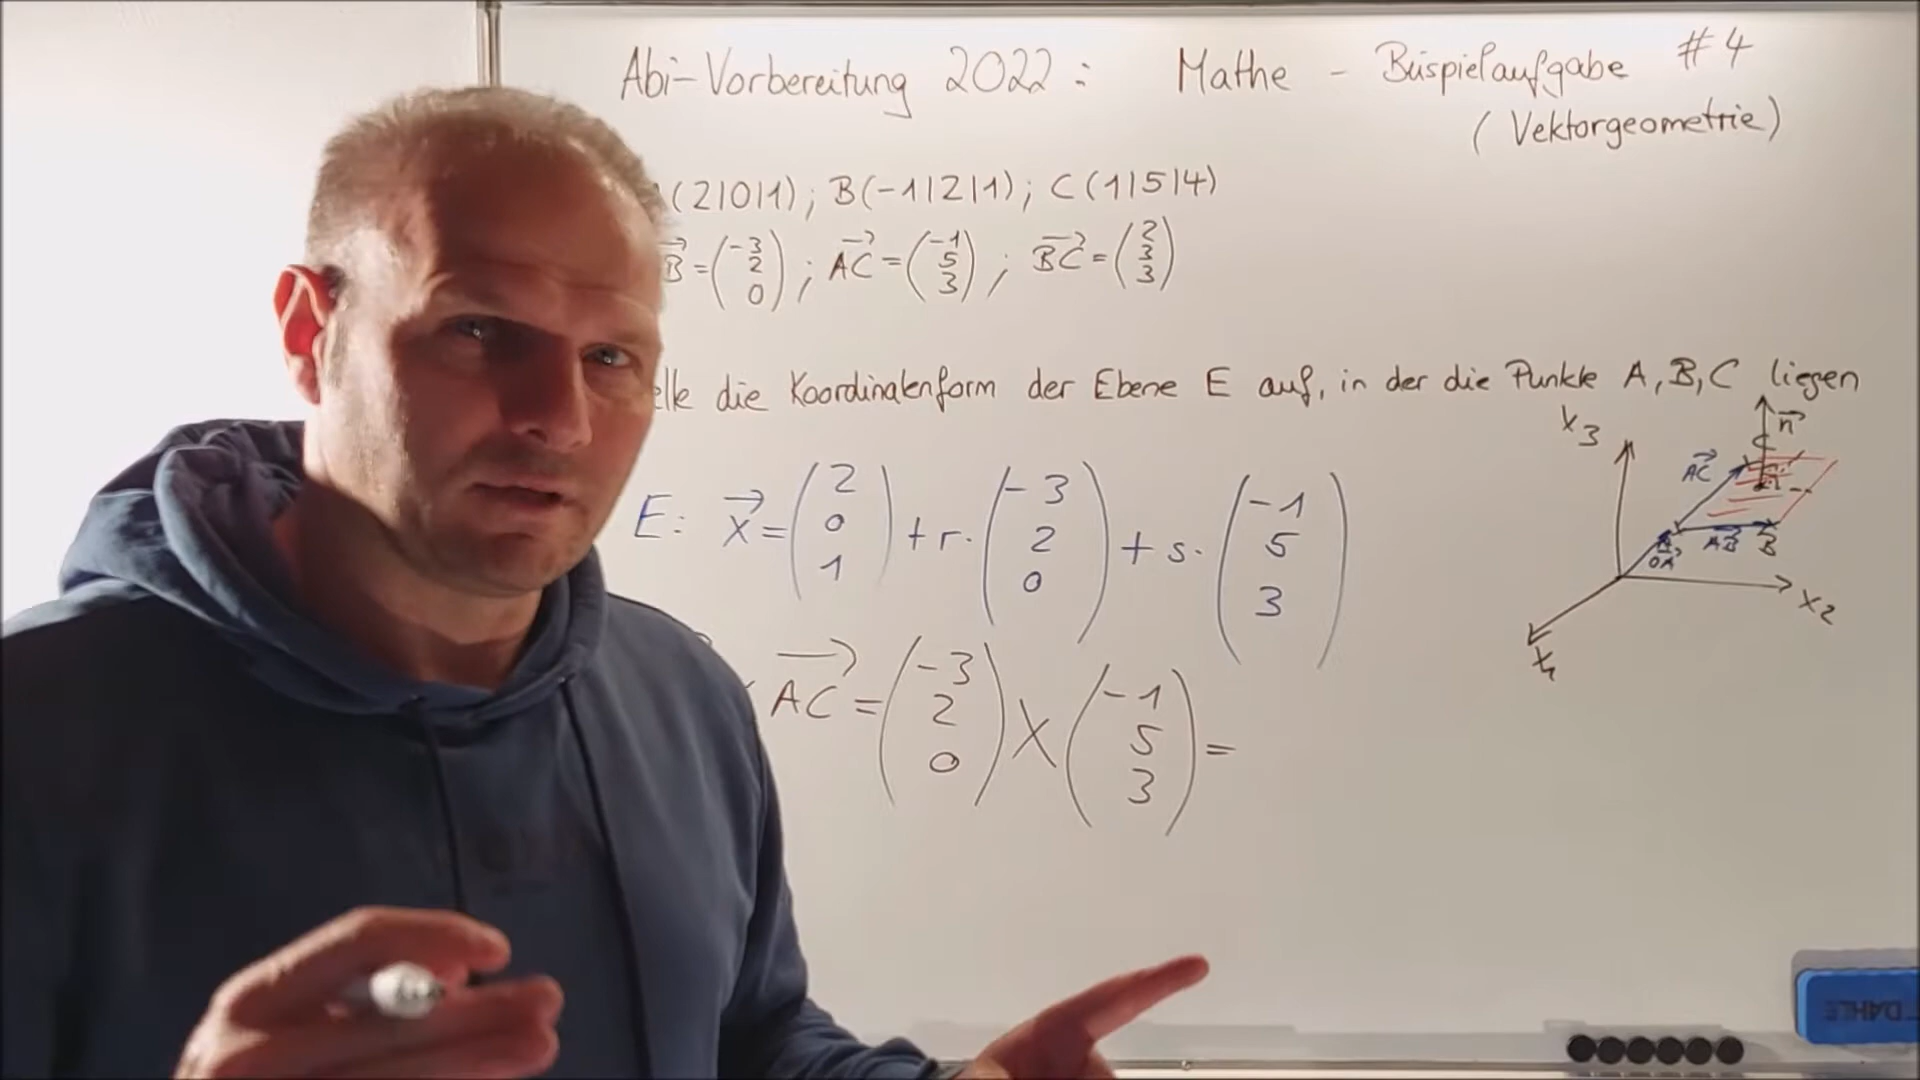 Abi-Vorbereitung 2022: Mathe - Beispielaufgabe #4
(Vektorgeometrie)
(2|0|1); B(-1|2|1); C(1|5|4)
B = (-3 2 0); AC = (-1 5 3); BC = (2 3 3)
die Koordinatenform der Ebene E auf, in der die Punkte A, B, C liegen
E: x = (2 0 1) + r · (-3 2 0) + s · (-1 5 3)
AC = (-3 2 0) X (-1 5 3) =
x3
n
C
AC
A
OA
AB
B
x2
x1
DAHLE